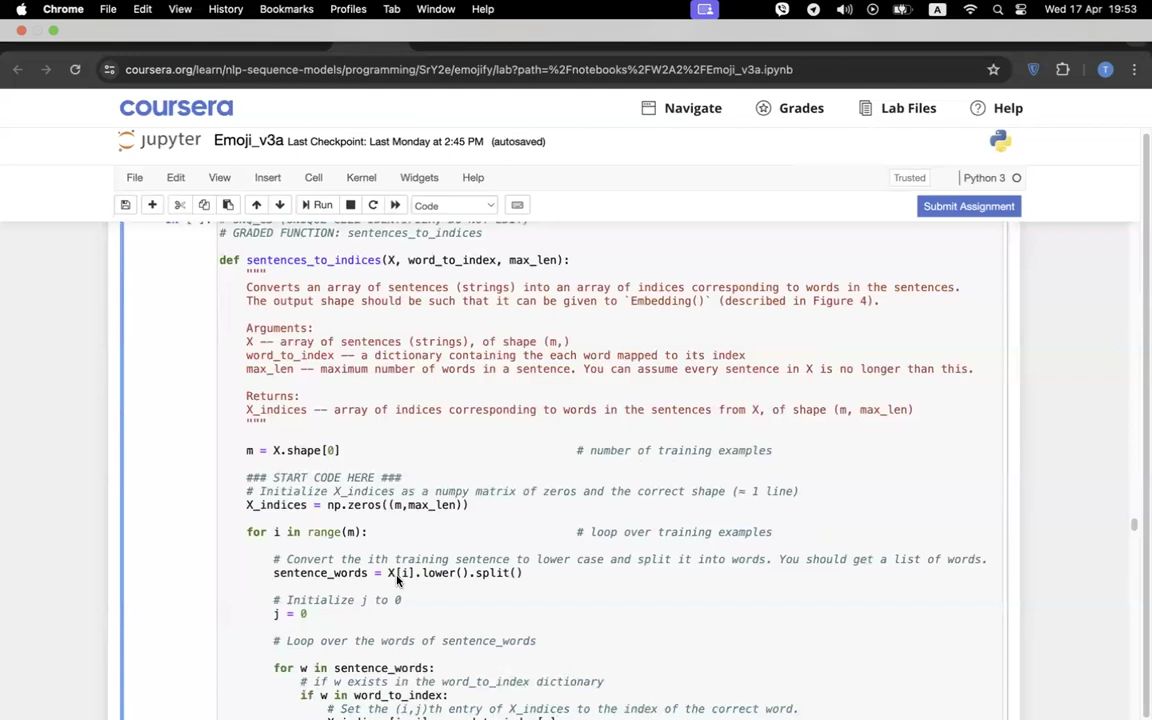 Chrome File Edit View History Bookmarks Profiles Tab Window Help A Wed 17 Apr 19:53
coursera.org/learn/nlp-sequence-models/programming/SrY2e/emojify/lab?path=%2Fnotebooks%2FW2A2%2FEmoji_v3a.ipynb T
coursera Navigate Grades Lab Files Help
jupyter Emoji_v3a Last Checkpoint: Last Monday at 2:45 PM (autosaved)
File Edit View Insert Cell Kernel Widgets Help Trusted Python 3
Run Code Submit Assignment
# GRADED FUNCTION: sentences_to_indices
def sentences_to_indices(X, word_to_index, max_len):
"""
Converts an array of sentences (strings) into an array of indices corresponding to words in the sentences.
The output shape should be such that it can be given to `Embedding()` (described in Figure 4).
Arguments:
X -- array of sentences (strings), of shape (m,)
word_to_index -- a dictionary containing the each word mapped to its index
max_len -- maximum number of words in a sentence. You can assume every sentence in X is no longer than this.
Returns:
X_indices -- array of indices corresponding to words in the sentences from X, of shape (m, max_len)
"""
m = X.shape[0] # number of training examples
### START CODE HERE ###
# Initialize X_indices as a numpy matrix of zeros and the correct shape (≈ 1 line)
X_indices = np.zeros((m,max_len))
for i in range(m): # loop over training examples
# Convert the ith training sentence to lower case and split it into words. You should get a list of words.
sentence_words = X[i].lower().split()
# Initialize j to 0
j = 0
# Loop over the words of sentence_words
for w in sentence_words:
# if w exists in the word_to_index dictionary
if w in word_to_index:
# Set the (i,j)th entry of X_indices to the index of the correct word.